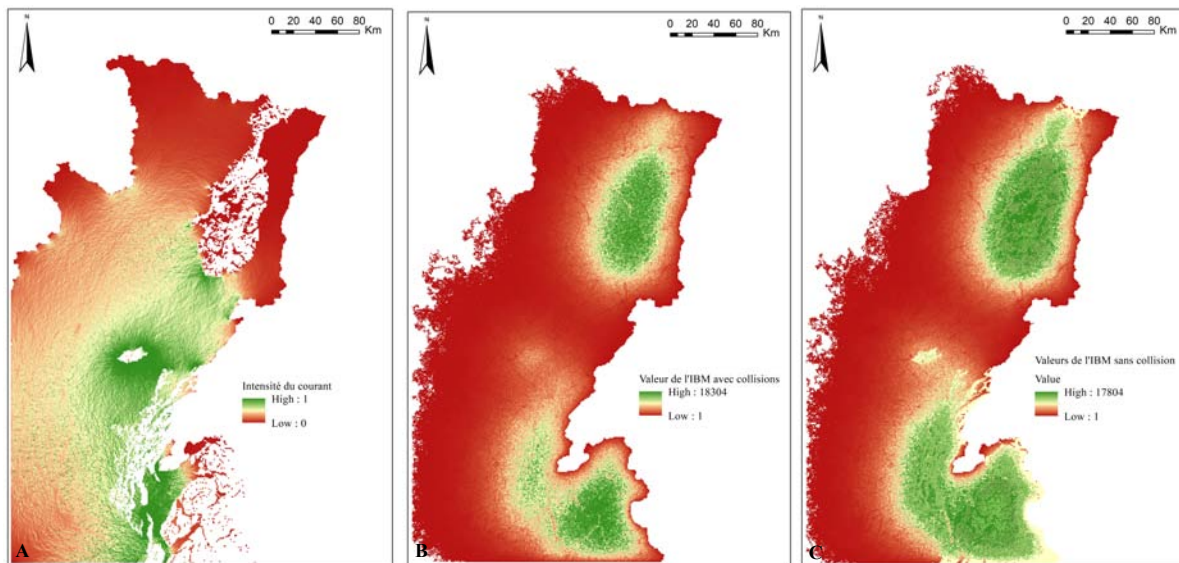 N
0 20 40 60 80
Km
Intensité du courant
High : 1
Low : 0
A
N
0 20 40 60 80
Km
Valeur de l'IBM avec collisions
High : 18304
Low : 1
B
N
0 20 40 60 80
Km
Valeurs de l'IBM sans collision
Value
High : 17804
Low : 1
C